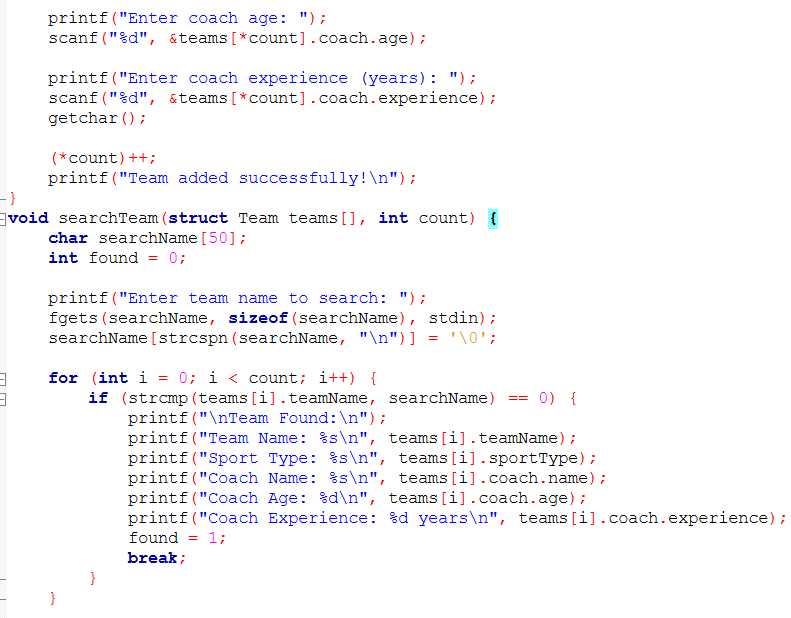 printf("Enter coach age: ");
    scanf("%d", &teams[*count].coach.age);

    printf("Enter coach experience (years): ");
    scanf("%d", &teams[*count].coach.experience);
    getchar();

    (*count)++;
    printf("Team added successfully!\n");
}
void searchTeam(struct Team teams[], int count) {
    char searchName[50];
    int found = 0;

    printf("Enter team name to search: ");
    fgets(searchName, sizeof(searchName), stdin);
    searchName[strcspn(searchName, "\n")] = '\0';

    for (int i = 0; i < count; i++) {
        if (strcmp(teams[i].teamName, searchName) == 0) {
            printf("\nTeam Found:\n");
            printf("Team Name: %s\n", teams[i].teamName);
            printf("Sport Type: %s\n", teams[i].sportType);
            printf("Coach Name: %s\n", teams[i].coach.name);
            printf("Coach Age: %d\n", teams[i].coach.age);
            printf("Coach Experience: %d years\n", teams[i].coach.experience);
            found = 1;
            break;
        }
    }